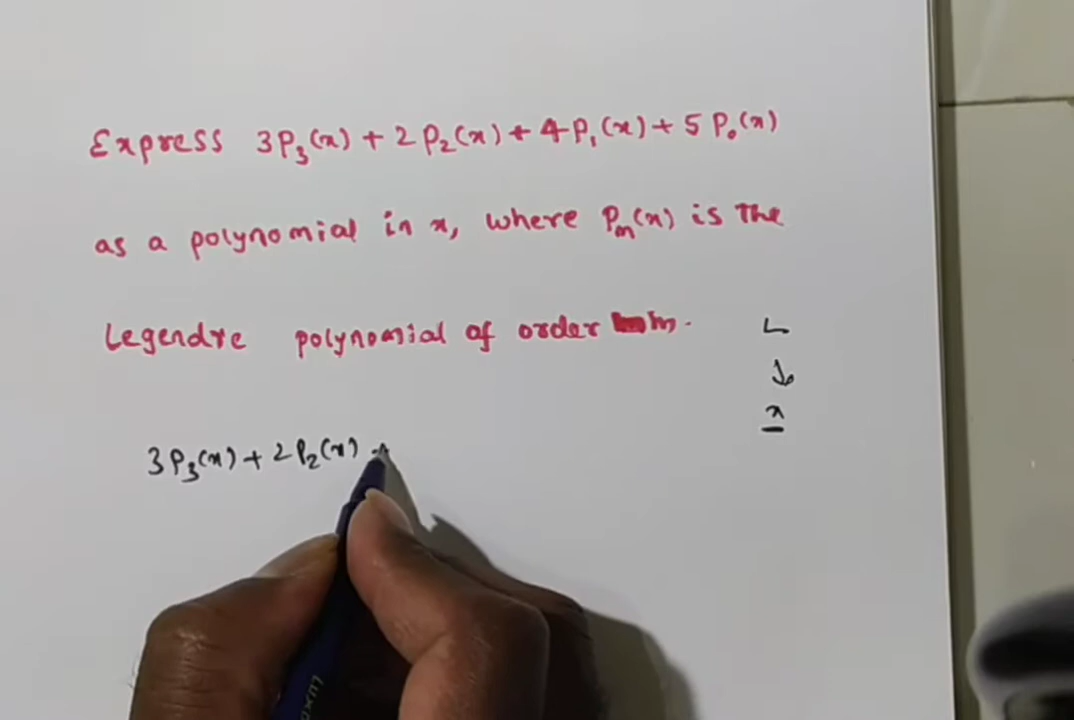 Express 3P₃(x) + 2P₂(x) + 4P₁(x) + 5P₀(x)
as a polynomial in x, where Pₘ(x) is the
Legendre polynomial of order m.
L
↓
x
3P₃(x) + 2P₂(x) +